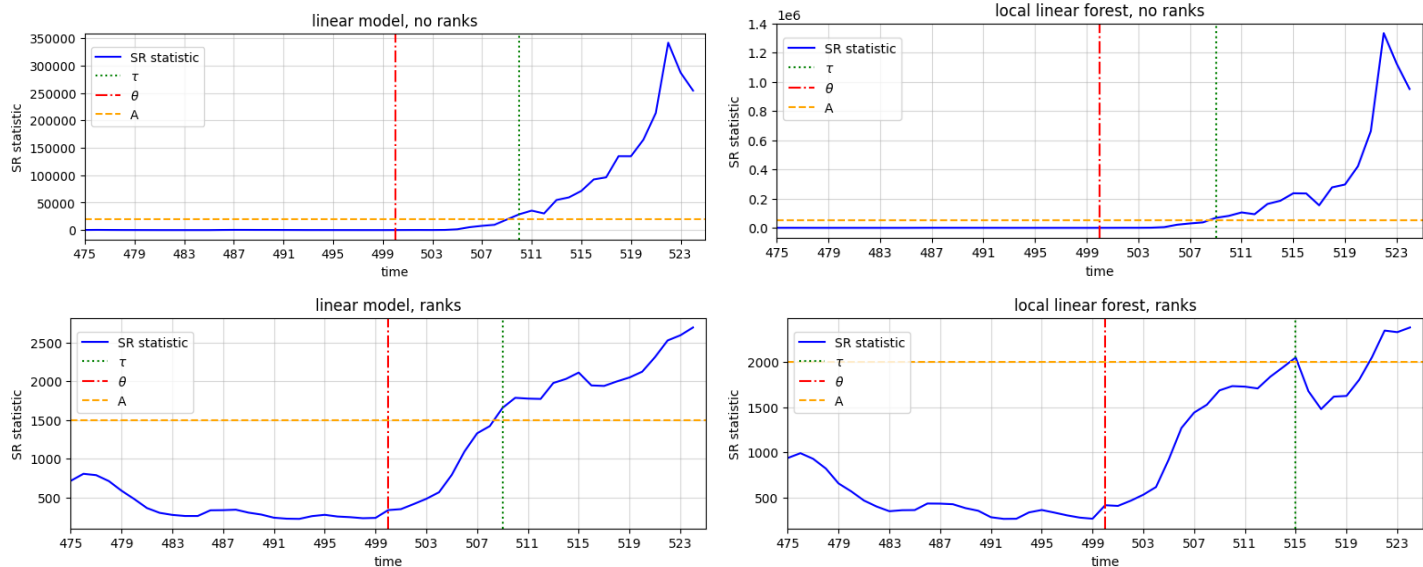 linear model, no ranks
350000
300000
250000
200000
150000
100000
50000
0
SR statistic
SR statistic
τ
θ
A
475 479 483 487 491 495 499 503 507 511 515 519 523
time
local linear forest, no ranks
1e6
1.4
1.2
1.0
0.8
0.6
0.4
0.2
0.0
SR statistic
SR statistic
τ
θ
A
475 479 483 487 491 495 499 503 507 511 515 519 523
time
linear model, ranks
2500
2000
1500
1000
500
SR statistic
SR statistic
τ
θ
A
475 479 483 487 491 495 499 503 507 511 515 519 523
time
local linear forest, ranks
2000
1500
1000
500
SR statistic
SR statistic
τ
θ
A
475 479 483 487 491 495 499 503 507 511 515 519 523
time